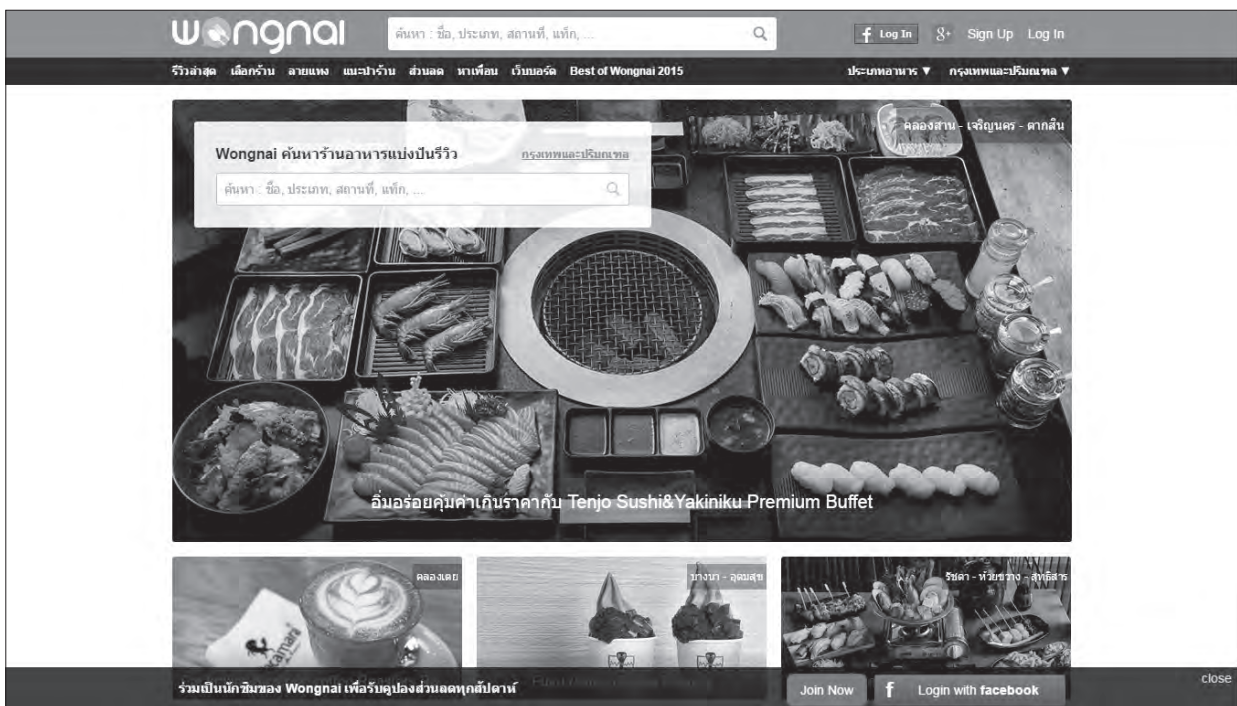 wongnai
ค้นหา : ชื่อ, ประเภท, สถานที่, แท็ก, ...
f Log In
8+ Sign Up Log In
รีวิวล่าสุด เลือกร้าน ลายแทง แนะนำร้าน ส่วนลด หาเพื่อน เว็บบอร์ด Best of Wongnai 2015
ประเภทอาหาร ▼ กรุงเทพและปริมณฑล ▼
คลองสาน - เจริญนคร - ตากสิน
Wongnai ค้นหาร้านอาหารแบ่งปันรีวิว
กรุงเทพและปริมณฑล
ค้นหา : ชื่อ, ประเภท, สถานที่, แท็ก, ...
อิ่มอร่อยคุ้มค่าเกินราคากับ Tenjo Sushi&Yakiniku Premium Buffet
คลองเตย
บางนา - อุดมสุข
รัชดา - ห้วยขวาง - สุทธิสาร
ร่วมเป็นนักชิมของ Wongnai เพื่อรับคูปองส่วนลดทุกสัปดาห์
Join Now
f Login with facebook
close